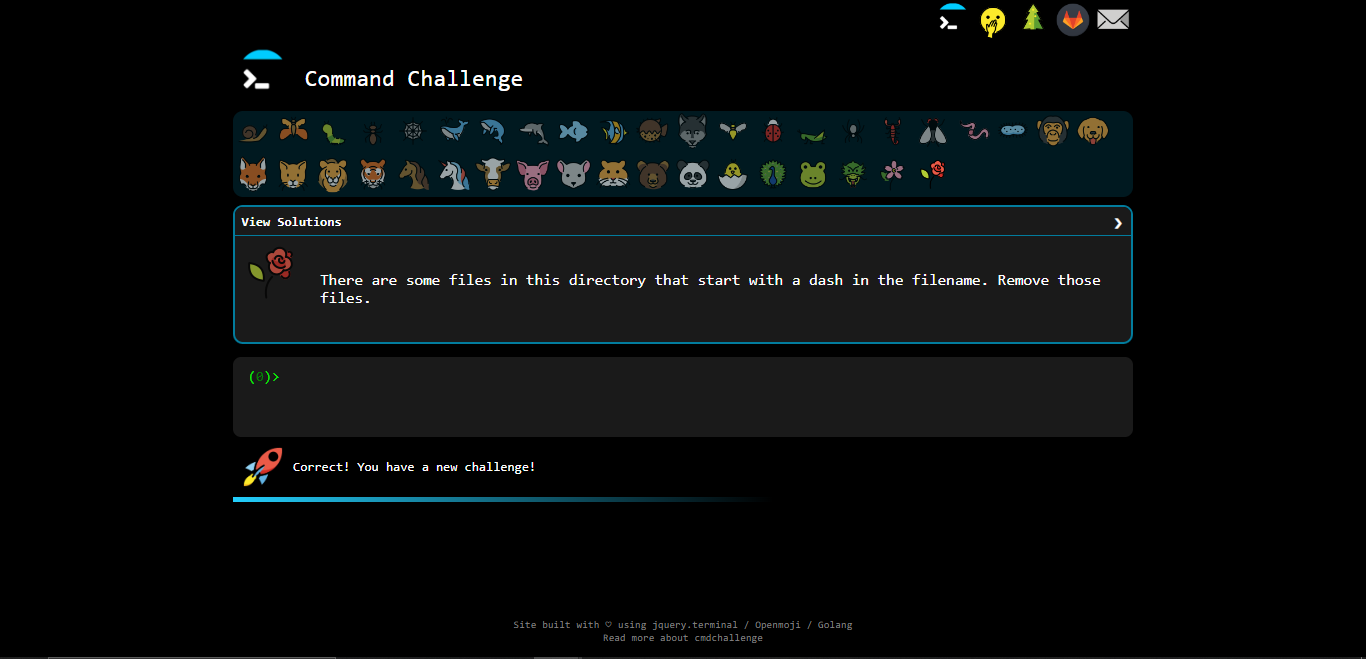 Command Challenge
View Solutions
There are some files in this directory that start with a dash in the filename. Remove those
files.
(0)>
Correct! You have a new challenge!
Site built with ♡ using jquery.terminal / Openmoji / Golang
Read more about cmdchallenge